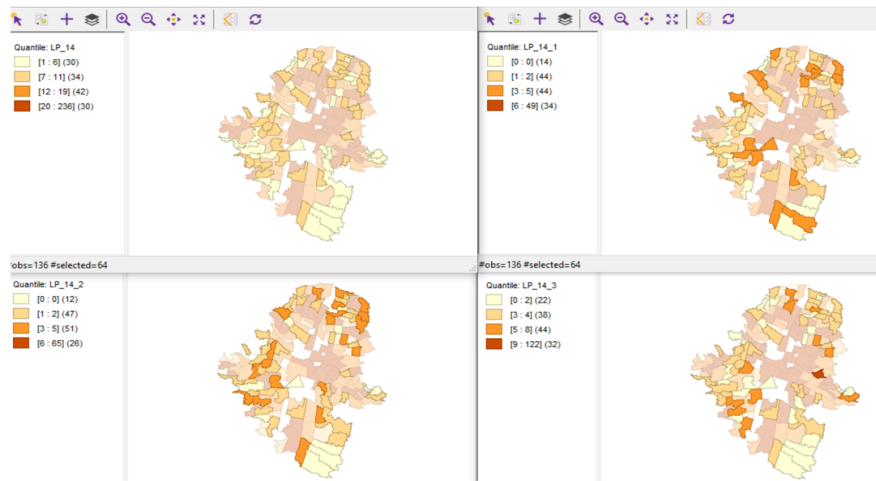 Quantile: LP_14
[1 : 6] (30)
[7 : 11] (34)
[12 : 19] (42)
[20 : 236] (30)
Quantile: LP_14_1
[0 : 0] (14)
[1 : 2] (44)
[3 : 5] (44)
[6 : 49] (34)
#obs=136 #selected=64
#obs=136 #selected=64
Quantile: LP_14_2
[0 : 0] (12)
[1 : 2] (47)
[3 : 5] (51)
[6 : 65] (26)
Quantile: LP_14_3
[0 : 2] (22)
[3 : 4] (38)
[5 : 8] (44)
[9 : 122] (32)